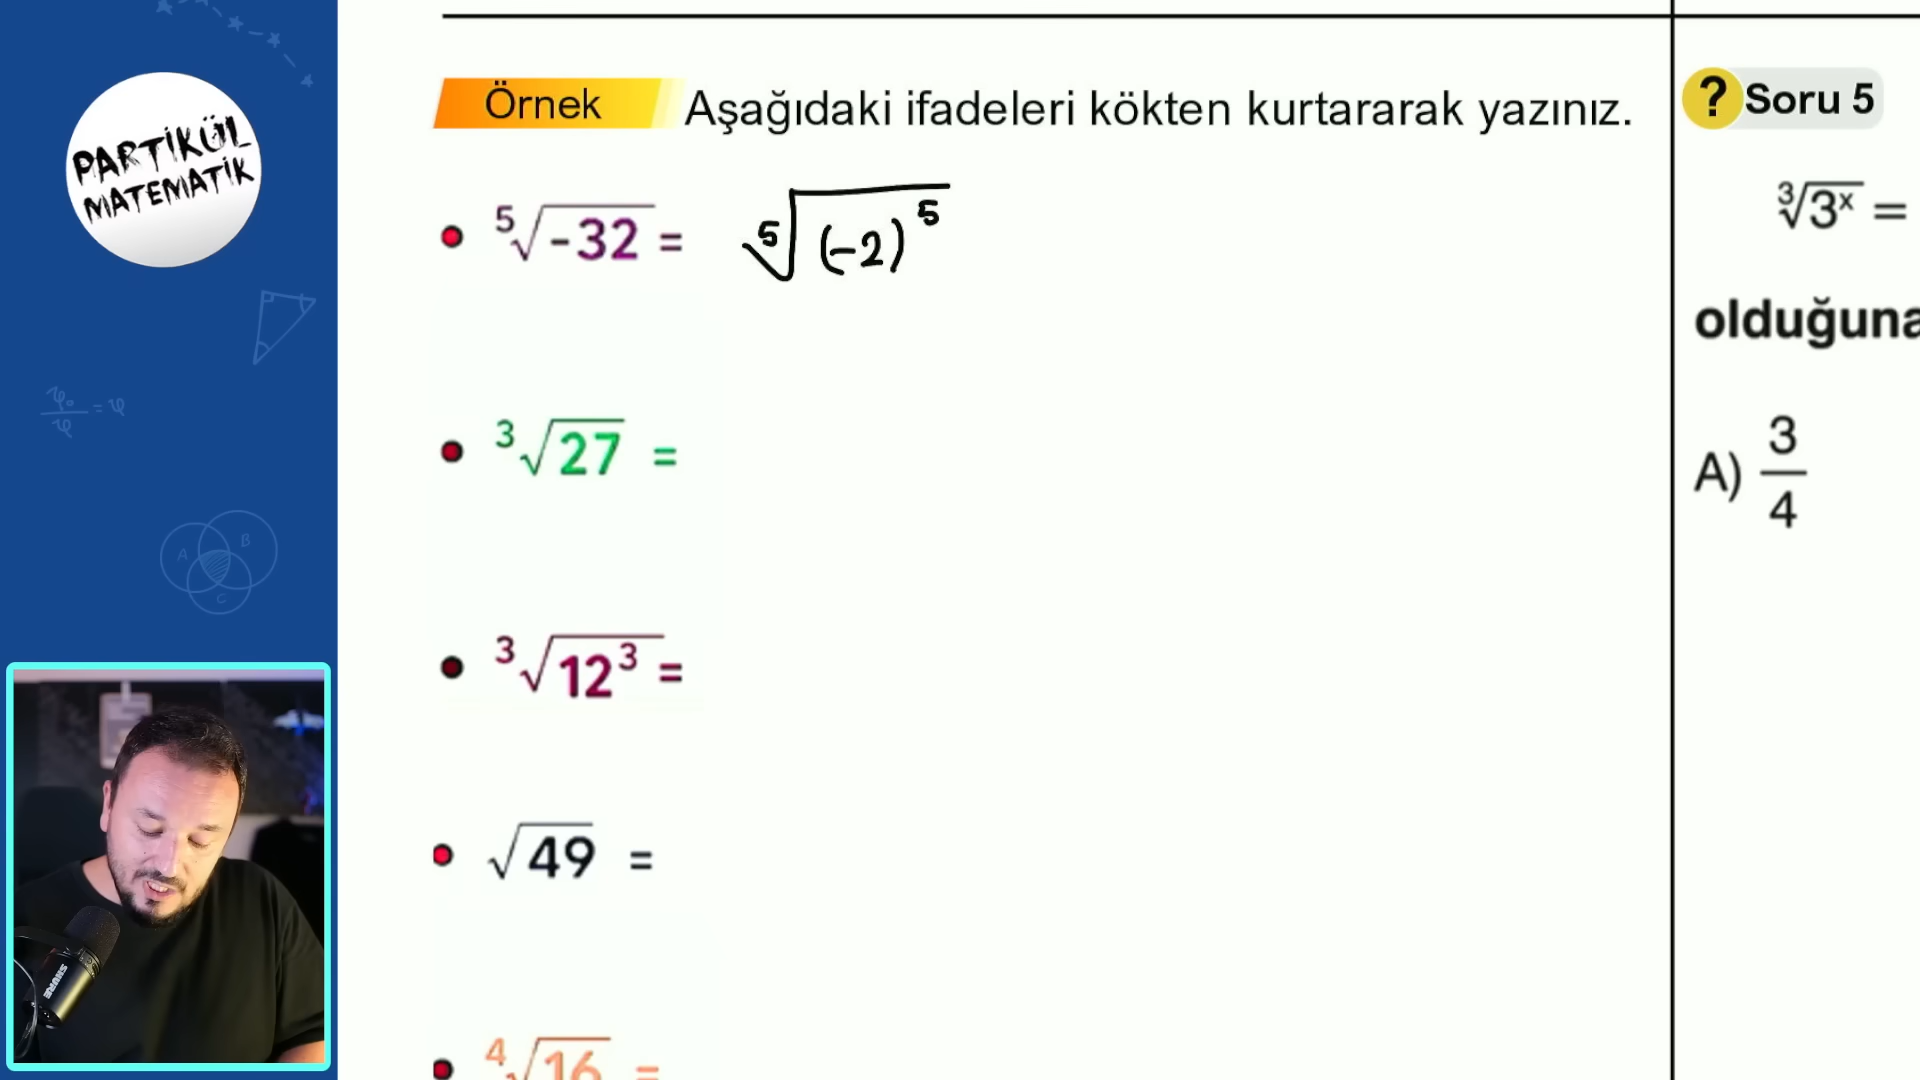 PARTİKÜL
MATEMATİK
Örnek
Aşağıdaki ifadeleri kökten kurtararak yazınız.
⁵√-32 = ⁵√(-2)⁵
³√27 =
³√12³ =
√49 =
⁴√16 =
? Soru 5
³√3ˣ =
olduğuna
A) 3/4
A
B
C
SHURE